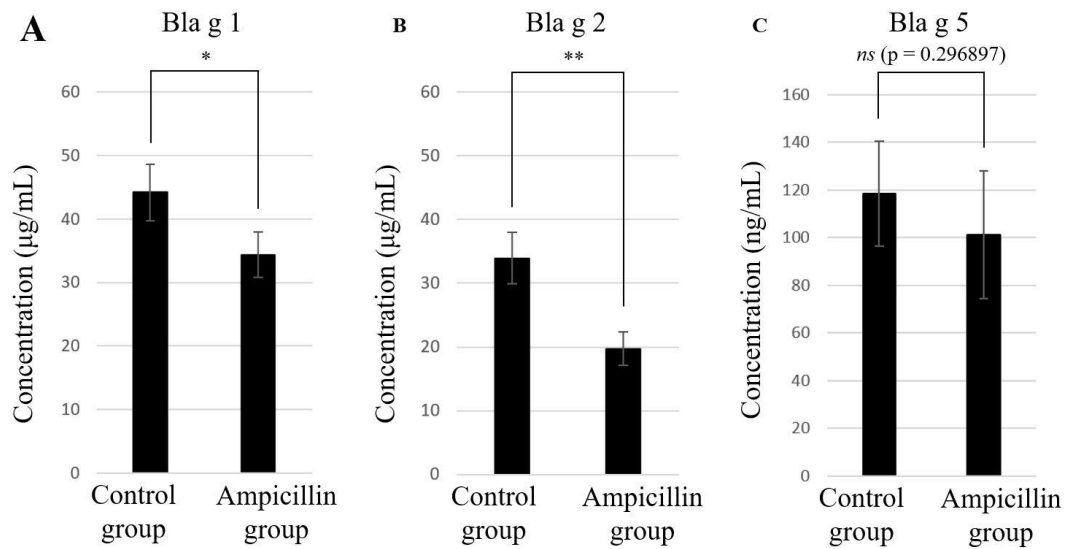 A
Bla g 1
*
60
50
40
30
20
10
0
Concentration (µg/mL)
Control
group
Ampicillin
group
B
Bla g 2
**
60
50
40
30
20
10
0
Concentration (µg/mL)
Control
group
Ampicillin
group
C
Bla g 5
ns (p = 0.296897)
160
140
120
100
80
60
40
20
0
Concentration (ng/mL)
Control
group
Ampicillin
group